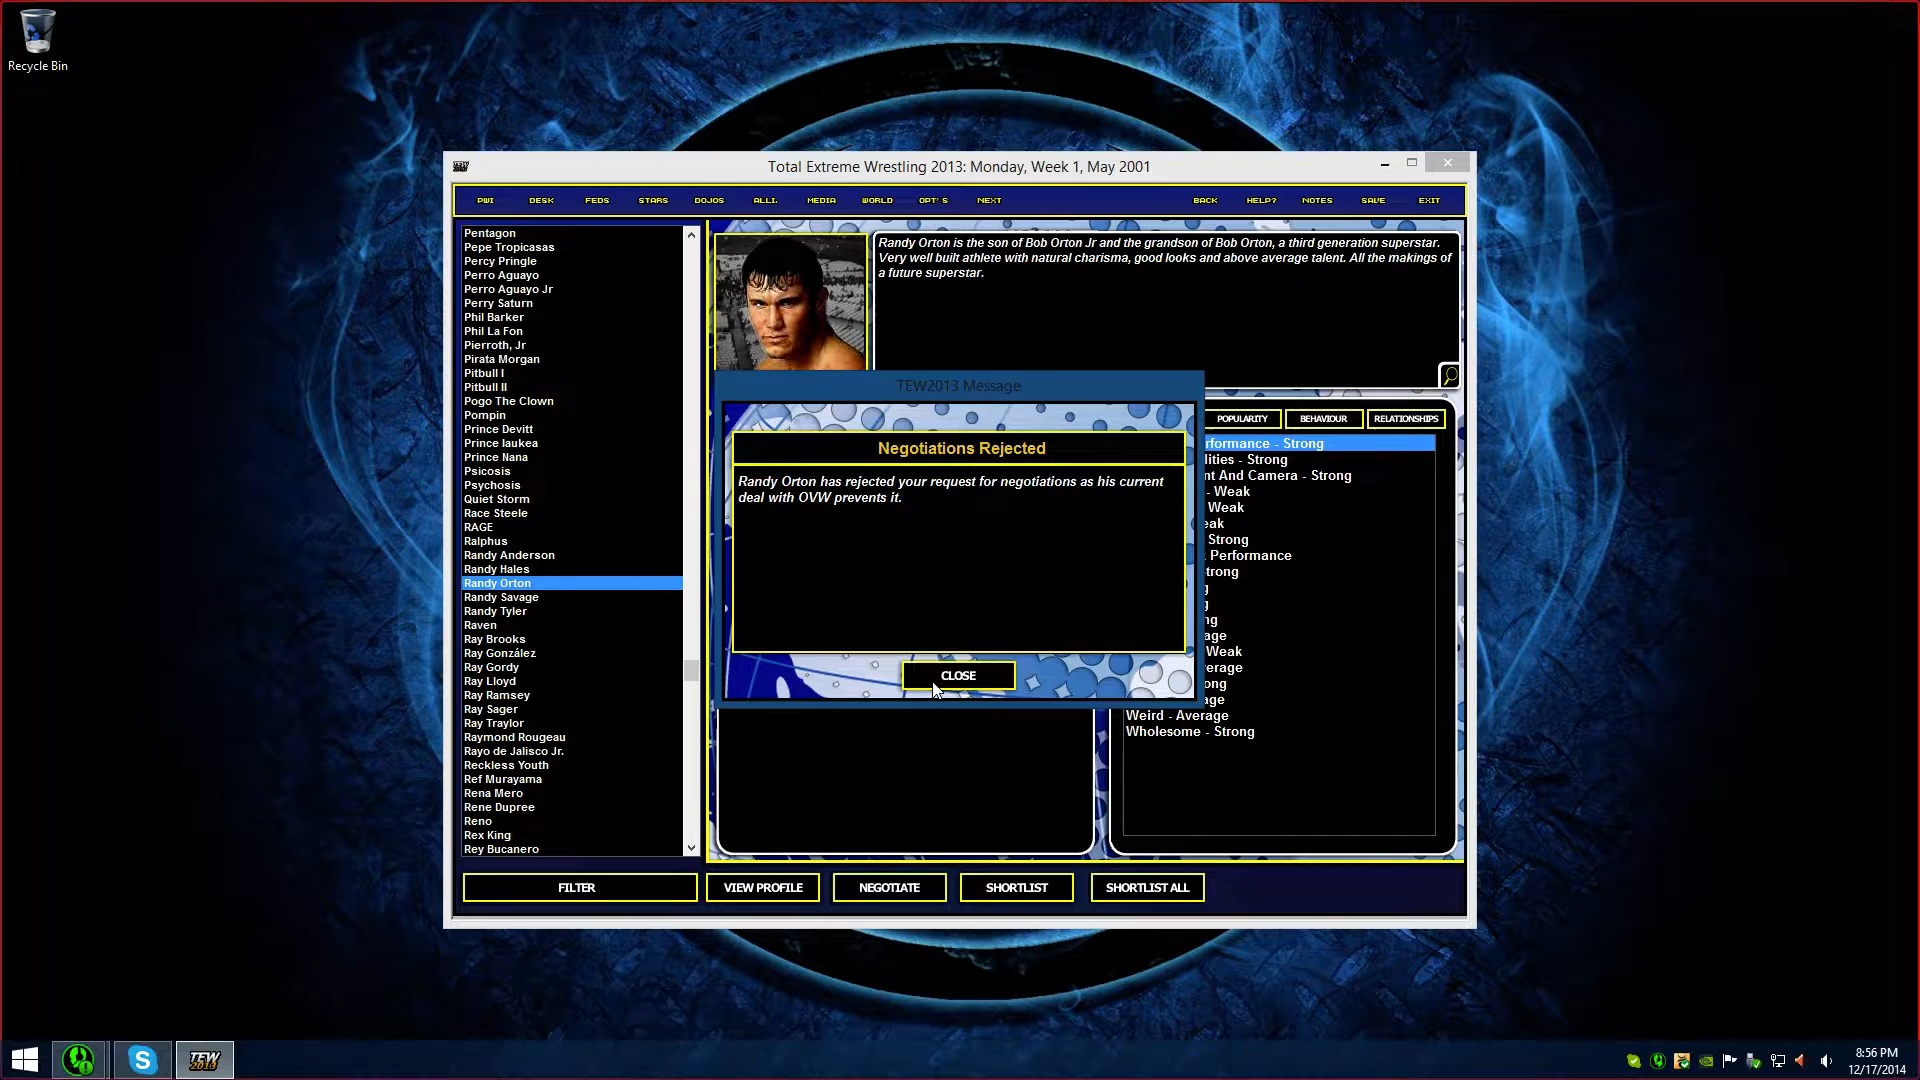 Recycle Bin
Total Extreme Wrestling 2013: Monday, Week 1, May 2001
PWI DESK FEDS STARS DOJOS ALLI. MEDIA WORLD OPT'S NEXT BACK HELP? NOTES SAVE EXIT
Pentagon
Pepe Tropicasas
Percy Pringle
Perro Aguayo
Perro Aguayo Jr
Perry Saturn
Phil Barker
Phil La Fon
Pierroth, Jr
Pirata Morgan
Pitbull I
Pitbull II
Pogo The Clown
Pompin
Prince Devitt
Prince Iaukea
Prince Nana
Psicosis
Psychosis
Quiet Storm
Race Steele
RAGE
Ralphus
Randy Anderson
Randy Hales
Randy Orton
Randy Savage
Randy Tyler
Raven
Ray Brooks
Ray González
Ray Gordy
Ray Lloyd
Ray Ramsey
Ray Sager
Ray Traylor
Raymond Rougeau
Rayo de Jalisco Jr.
Reckless Youth
Ref Murayama
Rena Mero
Rene Dupree
Reno
Rex King
Rey Bucanero
Randy Orton is the son of Bob Orton Jr and the grandson of Bob Orton, a third generation superstar.
Very well built athlete with natural charisma, good looks and above average talent. All the makings of
a future superstar.
TEW2013 Message
Negotiations Rejected
Randy Orton has rejected your request for negotiations as his current
deal with OVW prevents it.
CLOSE
POPULARITY BEHAVIOUR RELATIONSHIPS
rformance - Strong
lities - Strong
nt And Camera - Strong
- Weak
Weak
eak
Strong
Performance
trong
g
g
ng
age
Weak
erage
ong
age
Weird - Average
Wholesome - Strong
FILTER VIEW PROFILE NEGOTIATE SHORTLIST SHORTLIST ALL
TEW 2013
8:56 PM
12/17/2014